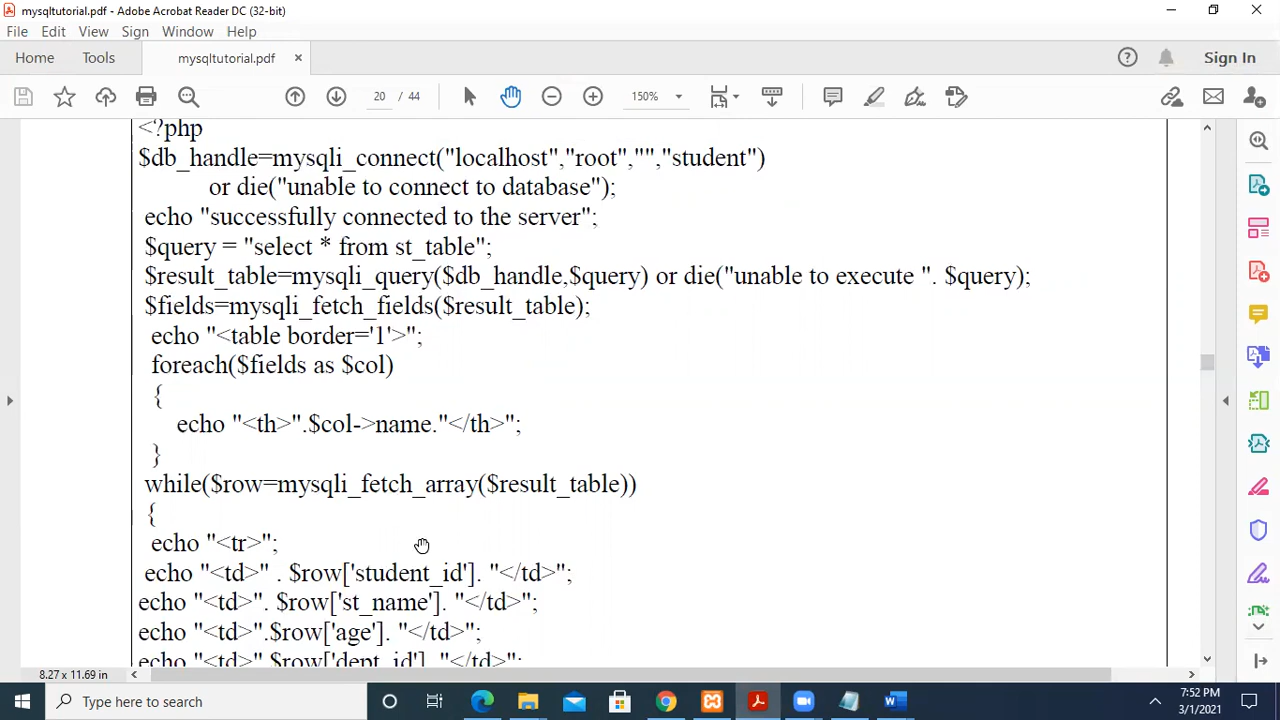 mysqltutorial.pdf - Adobe Acrobat Reader DC (32-bit)
File Edit View Sign Window Help
Home Tools mysqltutorial.pdf × Sign In
20 / 44 150%
<?php
$db_handle=mysqli_connect("localhost","root","","student")
or die("unable to connect to database");
echo "successfully connected to the server";
$query = "select * from st_table";
$result_table=mysqli_query($db_handle,$query) or die("unable to execute ". $query);
$fields=mysqli_fetch_fields($result_table);
echo "<table border='1'>";
foreach($fields as $col)
{
echo "<th>".$col->name."</th>";
}
while($row=mysqli_fetch_array($result_table))
{
echo "<tr>";
echo "<td>" . $row['student_id']. "</td>";
echo "<td>". $row['st_name']. "</td>";
echo "<td>".$row['age']. "</td>";
echo "<td>".$row['dept_id']. "</td>";
8.27 x 11.69 in
Type here to search
7:52 PM
3/1/2021